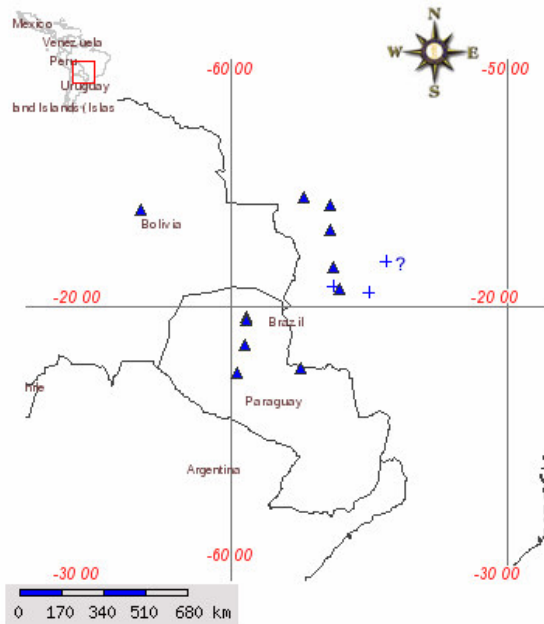 Mexico
Venezuela
Peru
Uruguay
land Islands (Islas
N
W E
S
-60 00 -50 00
Bolivia
?
-20 00 -20 00
Brazil
Paraguay
Argentina
-60 00
-30 00 -30 00
0 170 340 510 680 km